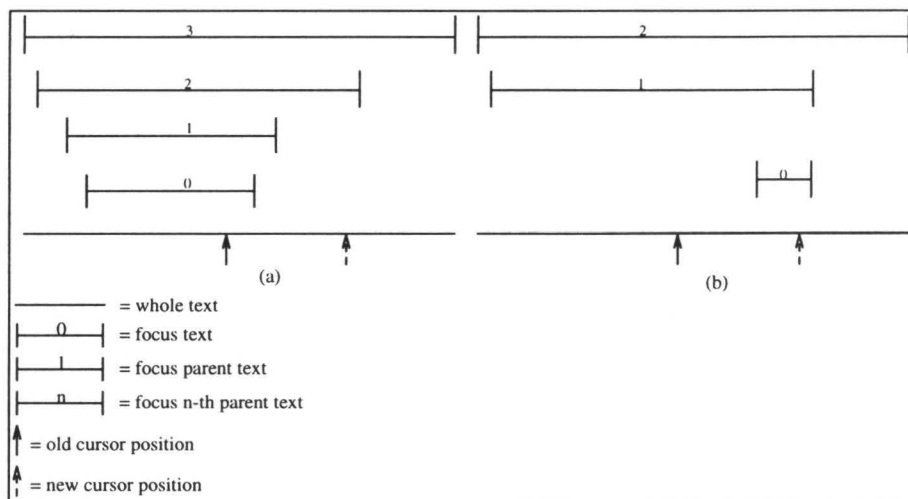 3
2
1
0
(a)
2
1
0
(b)
= whole text
0 = focus text
1 = focus parent text
n = focus n-th parent text
= old cursor position
= new cursor position